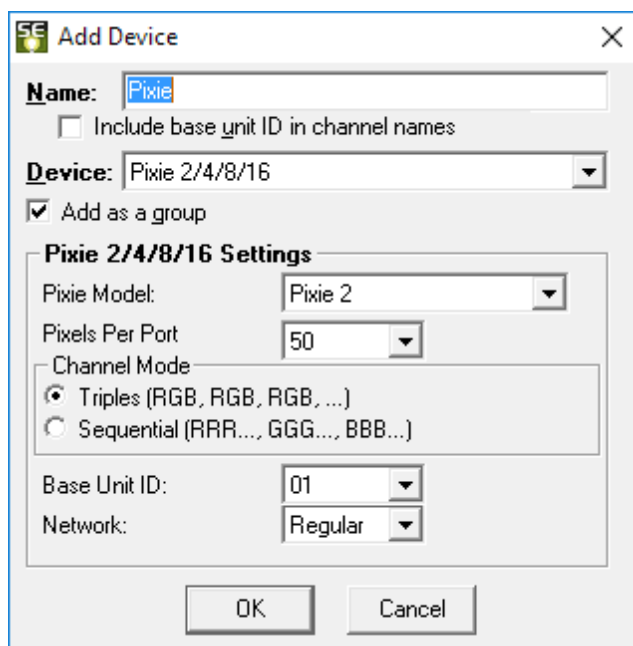 SE Add Device
Name: Pixie
Include base unit ID in channel names
Device: Pixie 2/4/8/16
Add as a group
Pixie 2/4/8/16 Settings
Pixie Model: Pixie 2
Pixels Per Port 50
Channel Mode
Triples (RGB, RGB, RGB, ...)
Sequential (RRR..., GGG..., BBB...)
Base Unit ID: 01
Network: Regular
OK Cancel